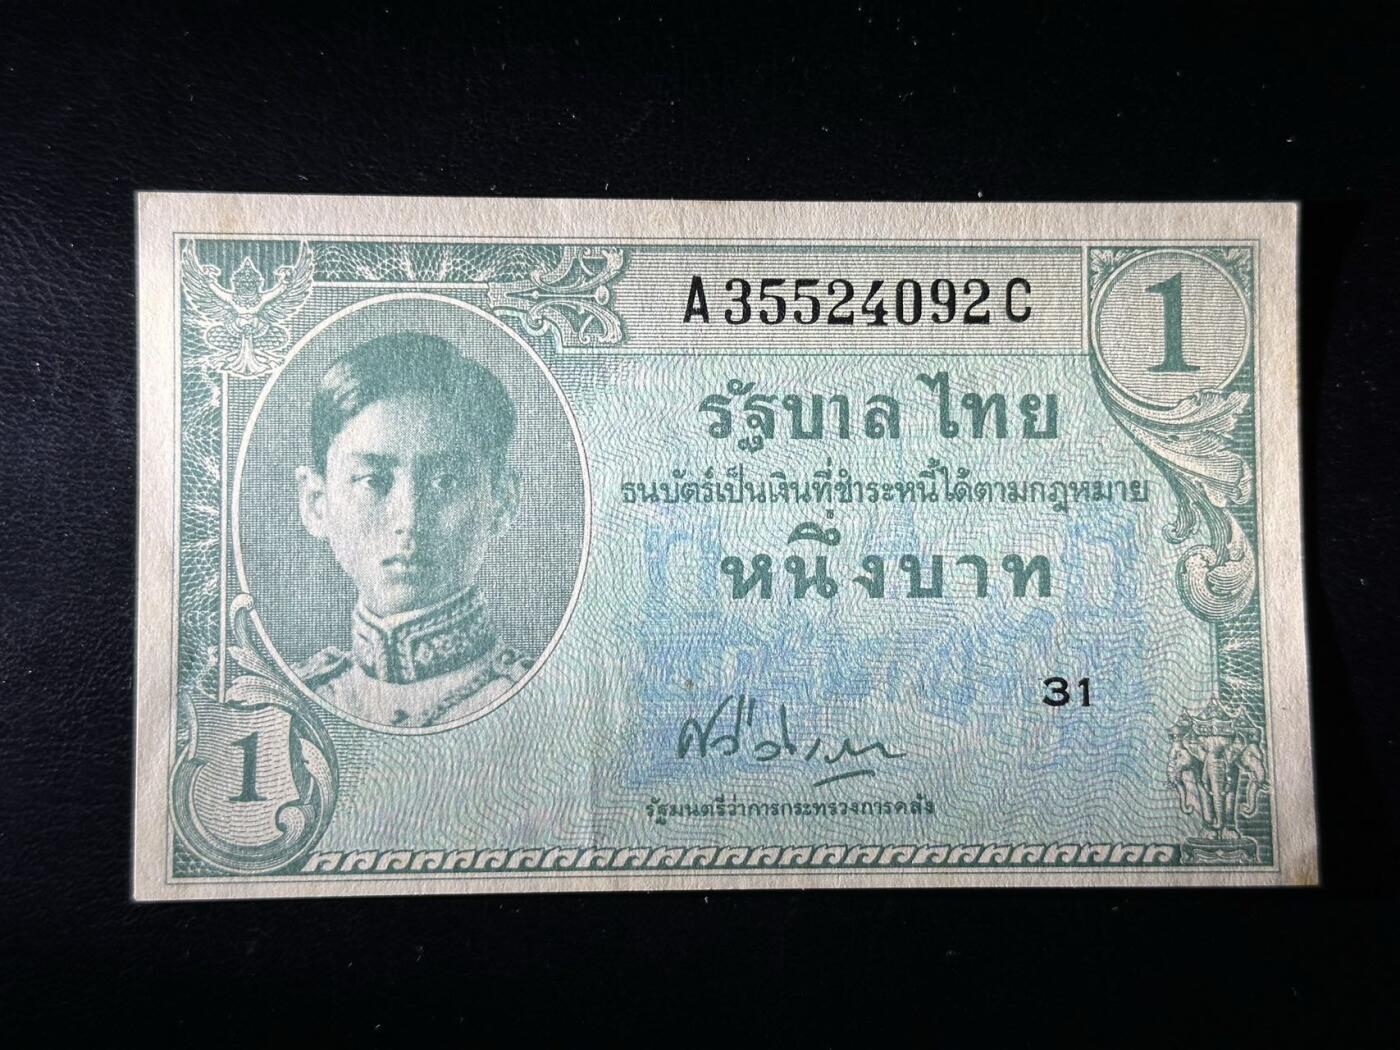 A35524092C
1
รัฐบาลไทย
ธนบัตร์เป็นเงินที่ชำระหนี้ได้ตามกฎหมาย
หนึ่งบาท
31
รัฐมนตรีว่าการกระทรวงการคลัง
1